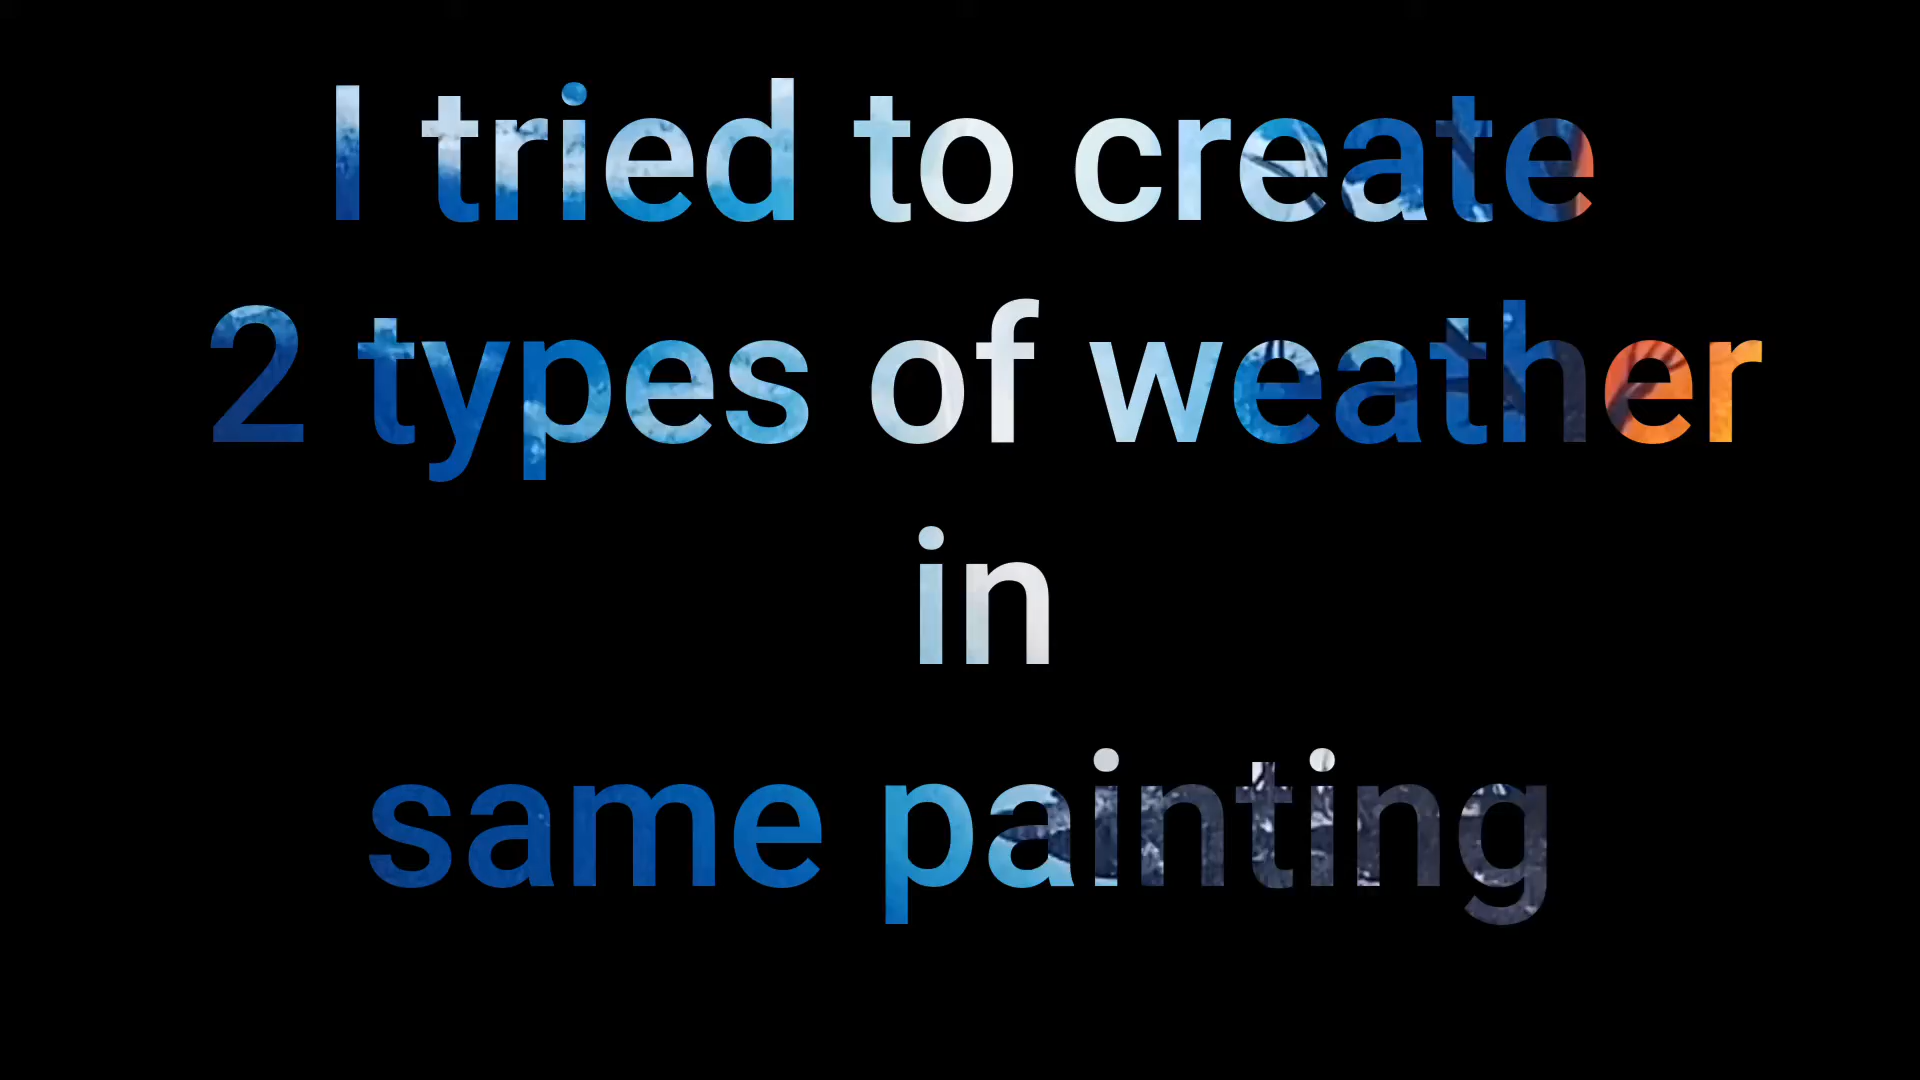 I tried to create
2 types of weather
in
same painting